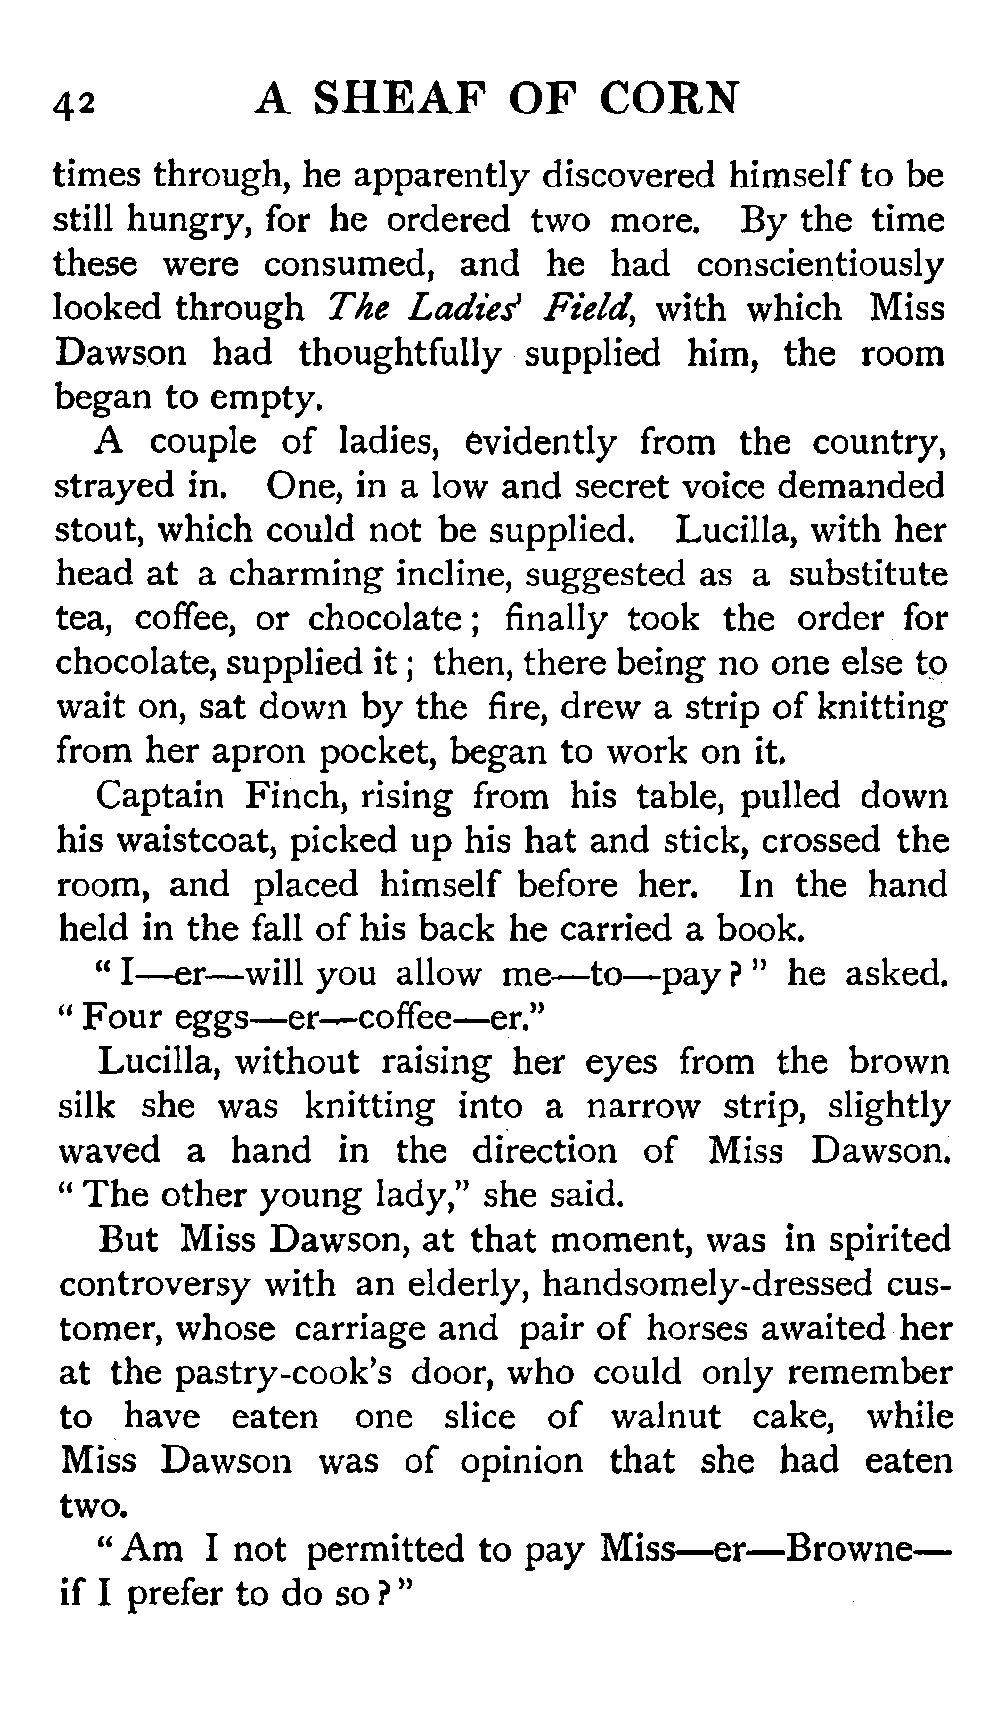 42 A SHEAF OF CORN
times through, he apparently discovered himself to be
still hungry, for he ordered two more. By the time
these were consumed, and he had conscientiously
looked through The Ladies' Field, with which Miss
Dawson had thoughtfully supplied him, the room
began to empty.
A couple of ladies, evidently from the country,
strayed in. One, in a low and secret voice demanded
stout, which could not be supplied. Lucilla, with her
head at a charming incline, suggested as a substitute
tea, coffee, or chocolate; finally took the order for
chocolate, supplied it; then, there being no one else to
wait on, sat down by the fire, drew a strip of knitting
from her apron pocket, began to work on it.
Captain Finch, rising from his table, pulled down
his waistcoat, picked up his hat and stick, crossed the
room, and placed himself before her. In the hand
held in the fall of his back he carried a book.
"I—er—will you allow me—to—pay?" he asked.
"Four eggs—er—coffee—er."
Lucilla, without raising her eyes from the brown
silk she was knitting into a narrow strip, slightly
waved a hand in the direction of Miss Dawson.
"The other young lady," she said.
But Miss Dawson, at that moment, was in spirited
controversy with an elderly, handsomely-dressed cus-
tomer, whose carriage and pair of horses awaited her
at the pastry-cook's door, who could only remember
to have eaten one slice of walnut cake, while
Miss Dawson was of opinion that she had eaten
two.
"Am I not permitted to pay Miss—er—Browne—
if I prefer to do so?"